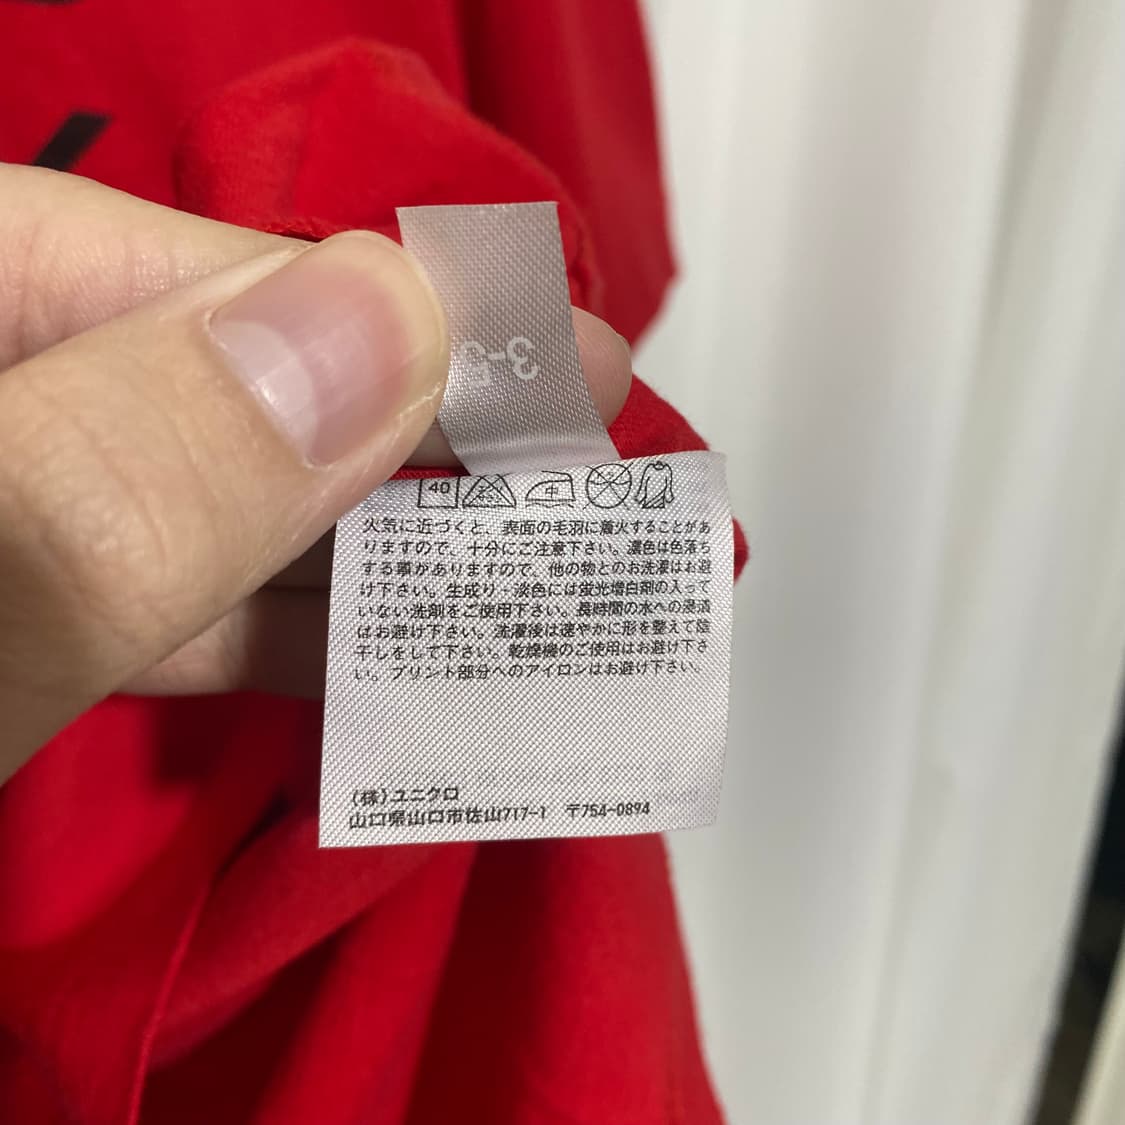 3-5
40
中
火気に近づくと、表面の毛羽に着火することがあ
りますので、十分にご注意下さい。濃色は色落ち
する事がありますので、他の物とのお洗濯はお避
け下さい。生成り・淡色には蛍光増白剤の入って
いない洗剤をご使用下さい。長時間の水への浸漬
はお避け下さい。洗濯後は速やかに形を整えて陰
干しをして下さい。乾燥機のご使用はお避け下さ
い。プリント部分へのアイロンはお避け下さい。
(株)ユニクロ
山口県山口市佐山717-1 〒754-0894